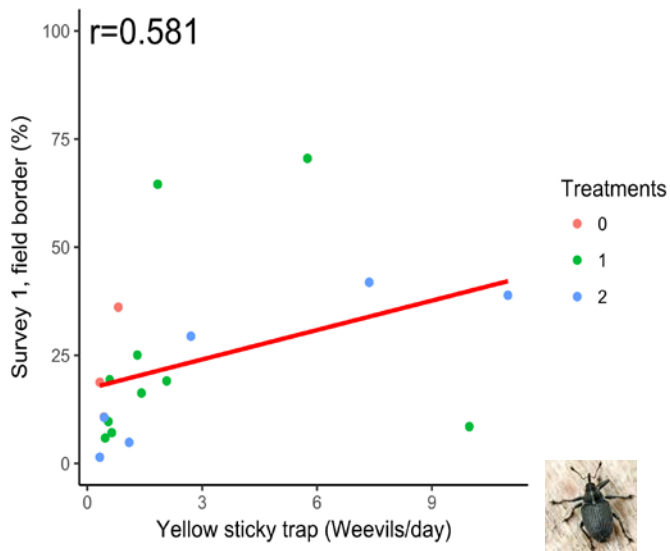 r=0.581
100
75
50
25
0
Survey 1, field border (%)
0 3 6 9
Yellow sticky trap (Weevils/day)
Treatments
0
1
2